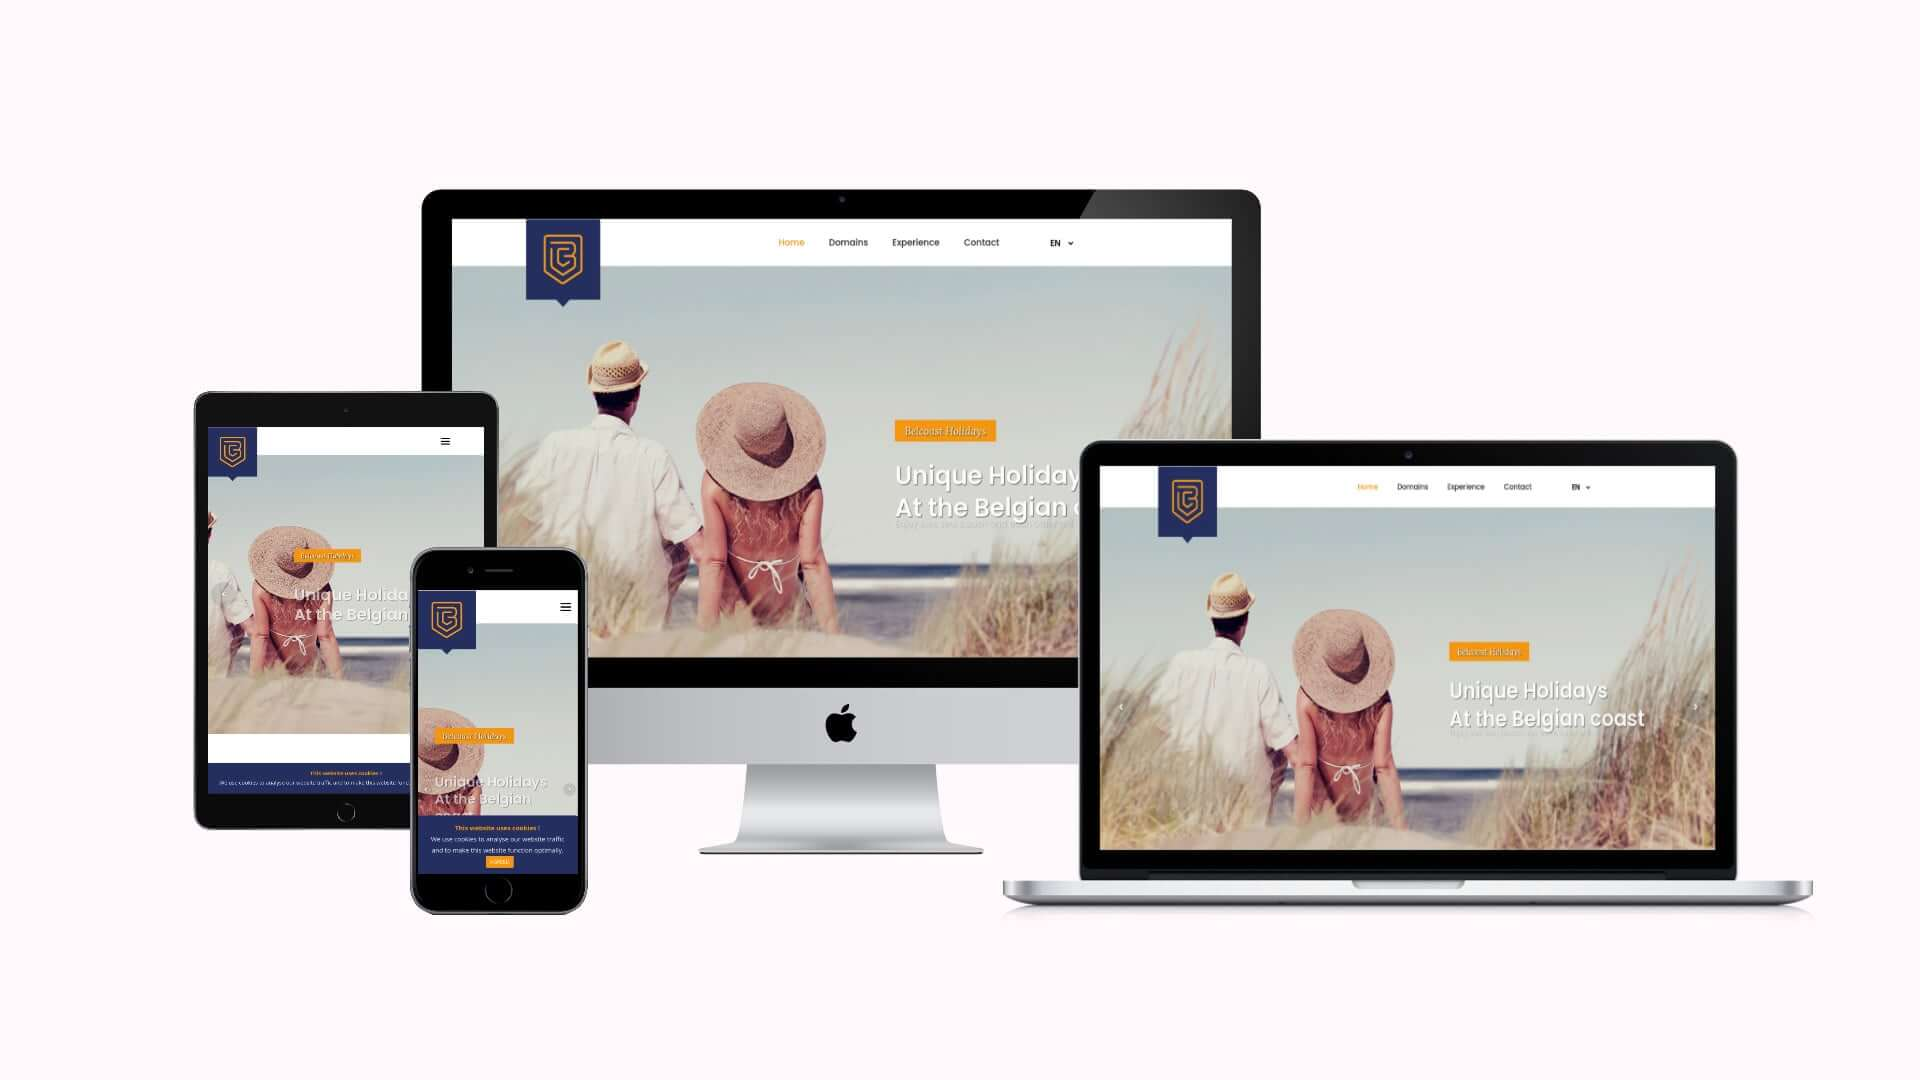 Home Domains Experience Contact EN
Belcoast Holidays
Unique Holiday
At the Belgian
Belcoast Holidays
Unique Holida
At the Belgian
This website uses cookies !
We use cookies to analyse our website traffic and to make this website func
Belcoast Holidays
Unique Holidays
At the Belgian
coast
This website uses cookies !
We use cookies to analyse our website traffic
and to make this website function optimally.
Home Domains Experience Contact EN
Belcoast Holidays
Unique Holidays
At the Belgian coast